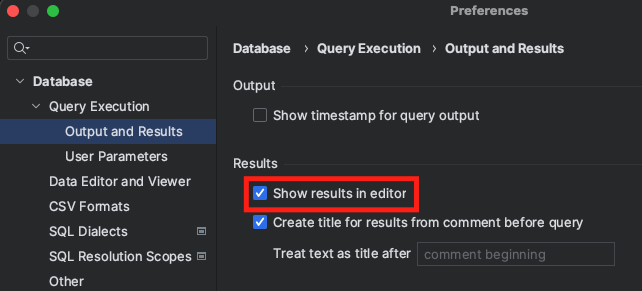 Preferences
Database
Query Execution
Output and Results
User Parameters
Data Editor and Viewer
CSV Formats
SQL Dialects
SQL Resolution Scopes
Other
Database › Query Execution › Output and Results
Output
Show timestamp for query output
Results
Show results in editor
Create title for results from comment before query
Treat text as title after comment beginning